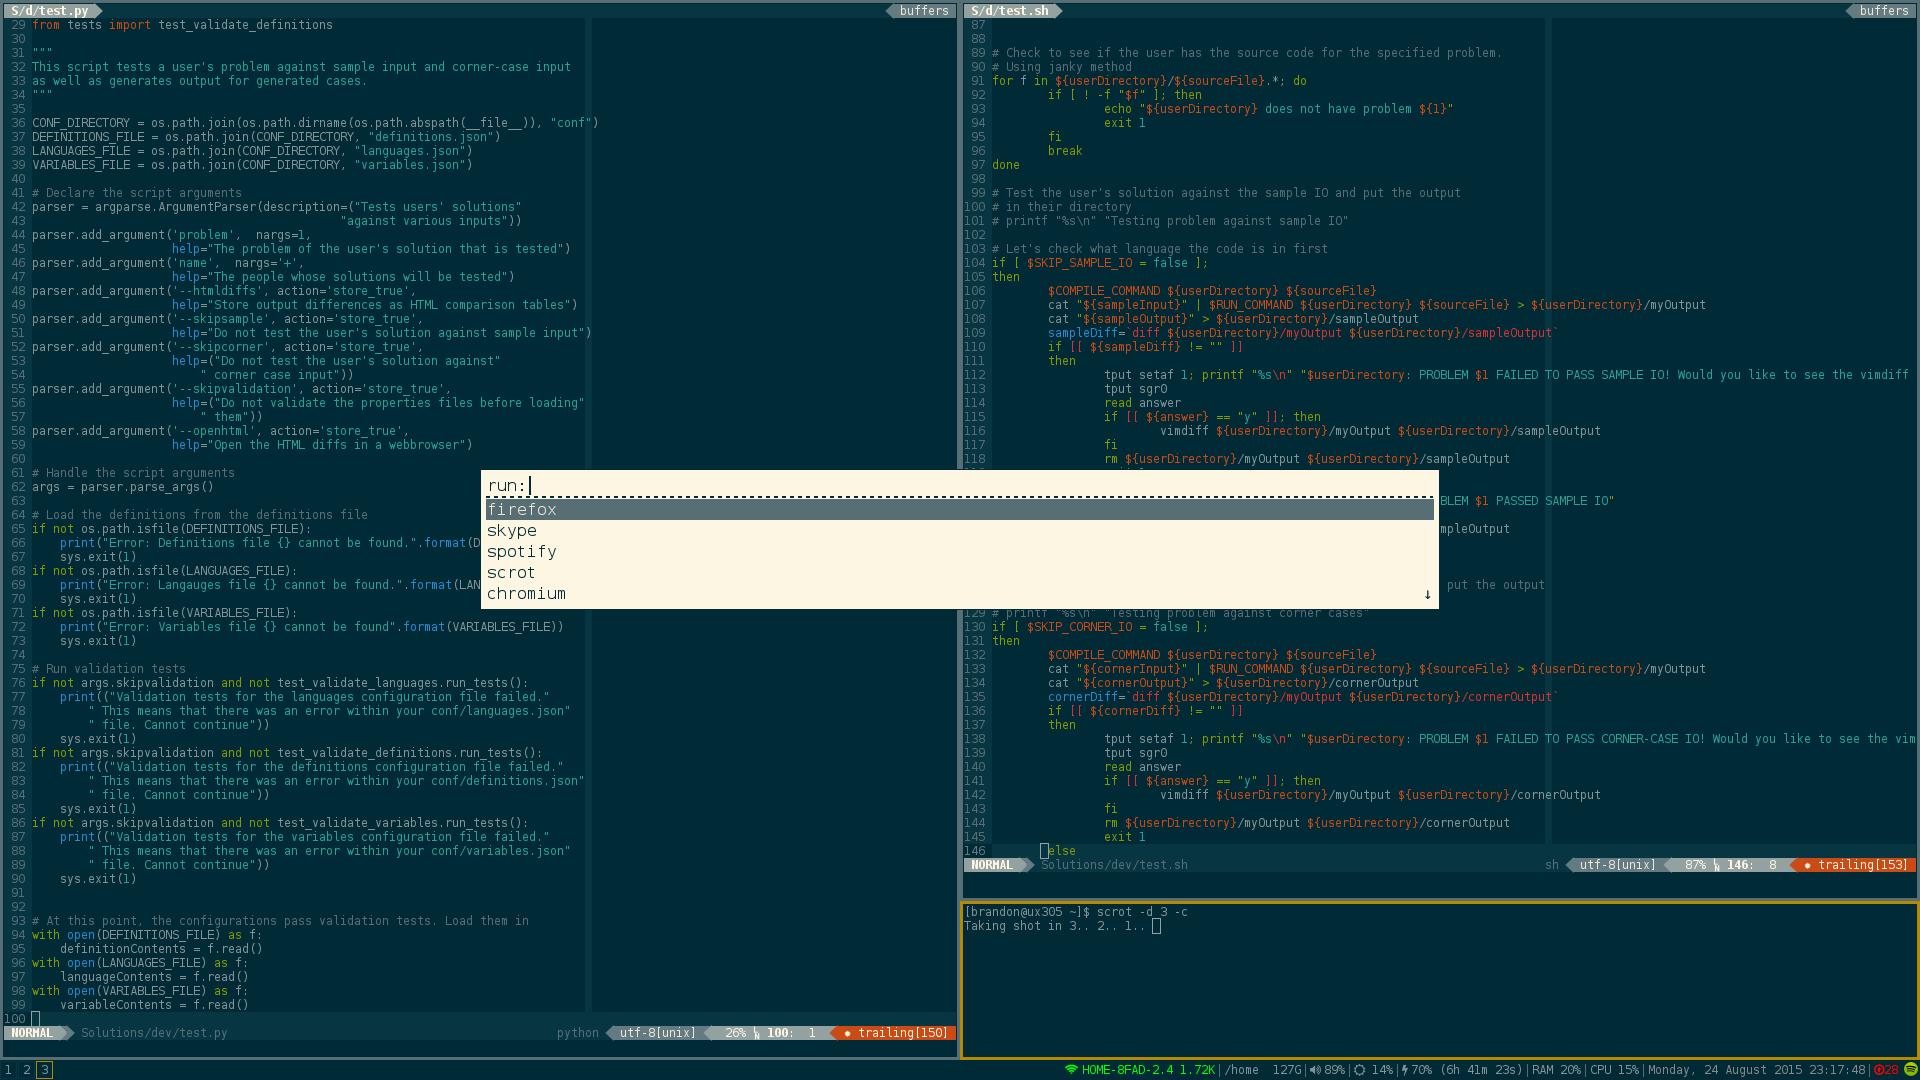 S/d/test.py
buffers
29 from tests import test_validate_definitions
30
31 """
32 This script tests a user's problem against sample input and corner-case input
33 as well as generates output for generated cases.
34 """
35
36 CONF_DIRECTORY = os.path.join(os.path.dirname(os.path.abspath(__file__)), "conf")
37 DEFINITIONS_FILE = os.path.join(CONF_DIRECTORY, "definitions.json")
38 LANGUAGES_FILE = os.path.join(CONF_DIRECTORY, "languages.json")
39 VARIABLES_FILE = os.path.join(CONF_DIRECTORY, "variables.json")
40
41 # Declare the script arguments
42 parser = argparse.ArgumentParser(description=("Tests users' solutions"
43 "against various inputs"))
44 parser.add_argument('problem',  nargs=1,
45 help="The problem of the user's solution that is tested")
46 parser.add_argument('name',  nargs='+',
47 help="The people whose solutions will be tested")
48 parser.add_argument('--htmldiffs', action='store_true',
49 help="Store output differences as HTML comparison tables")
50 parser.add_argument('--skipsample', action='store_true',
51 help="Do not test the user's solution against sample input")
52 parser.add_argument('--skipcorner', action='store_true',
53 help=("Do not test the user's solution against"
54 " corner case input"))
55 parser.add_argument('--skipvalidation', action='store_true',
56 help=("Do not validate the properties files before loading"
57 " them"))
58 parser.add_argument('--openhtml', action='store_true',
59 help="Open the HTML diffs in a webbrowser")
60
61 # Handle the script arguments
62 args = parser.parse_args()
63
64 # Load the definitions from the definitions file
65 if not os.path.isfile(DEFINITIONS_FILE):
66 print("Error: Definitions file {} cannot be found.".format(D
67 sys.exit(1)
68 if not os.path.isfile(LANGUAGES_FILE):
69 print("Error: Langauges file {} cannot be found.".format(LAN
70 sys.exit(1)
71 if not os.path.isfile(VARIABLES_FILE):
72 print("Error: Variables file {} cannot be found".format(VARIABLES_FILE))
73 sys.exit(1)
74
75 # Run validation tests
76 if not args.skipvalidation and not test_validate_languages.run_tests():
77 print(("Validation tests for the languages configuration file failed."
78 " This means that there was an error within your conf/languages.json"
79 " file. Cannot continue"))
80 sys.exit(1)
81 if not args.skipvalidation and not test_validate_definitions.run_tests():
82 print(("Validation tests for the definitions configuration file failed."
83 " This means that there was an error within your conf/definitions.json"
84 " file. Cannot continue"))
85 sys.exit(1)
86 if not args.skipvalidation and not test_validate_variables.run_tests():
87 print(("Validation tests for the variables configuration file failed."
88 " This means that there was an error within your conf/variables.json"
89 " file. Cannot continue"))
90 sys.exit(1)
91
92
93 # At this point, the configurations pass validation tests. Load them in
94 with open(DEFINITIONS_FILE) as f:
95 definitionContents = f.read()
96 with open(LANGUAGES_FILE) as f:
97 languageContents = f.read()
98 with open(VARIABLES_FILE) as f:
99 variableContents = f.read()
100
NORMAL Solutions/dev/test.py python utf-8[unix] 26% 100: 1 trailing[150]
S/d/test.sh
buffers
87
88
89 # Check to see if the user has the source code for the specified problem.
90 # Using janky method
91 for f in ${userDirectory}/${sourceFile}.*; do
92 if [ ! -f "$f" ]; then
93 echo "${userDirectory} does not have problem ${1}"
94 exit 1
95 fi
96 break
97 done
98
99 # Test the user's solution against the sample IO and put the output
100 # in their directory
101 # printf "%s\n" "Testing problem against sample IO"
102
103 # Let's check what language the code is in first
104 if [ $SKIP_SAMPLE_IO = false ];
105 then
106 $COMPILE_COMMAND ${userDirectory} ${sourceFile}
107 cat "${sampleInput}" | $RUN_COMMAND ${userDirectory} ${sourceFile} > ${userDirectory}/myOutput
108 cat "${sampleOutput}" > ${userDirectory}/sampleOutput
109 sampleDiff=`diff ${userDirectory}/myOutput ${userDirectory}/sampleOutput`
110 if [[ ${sampleDiff} != "" ]]
111 then
112 tput setaf 1; printf "%s\n" "$userDirectory: PROBLEM $1 FAILED TO PASS SAMPLE IO! Would you like to see the vimdiff
113 tput sgr0
114 read answer
115 if [[ ${answer} == "y" ]]; then
116 vimdiff ${userDirectory}/myOutput ${userDirectory}/sampleOutput
117 fi
118 rm ${userDirectory}/myOutput ${userDirectory}/sampleOutput
BLEM $1 PASSED SAMPLE IO"
mpleOutput
put the output
129 # printf "%s\n" "Testing problem against corner cases"
130 if [ $SKIP_CORNER_IO = false ];
131 then
132 $COMPILE_COMMAND ${userDirectory} ${sourceFile}
133 cat "${cornerInput}" | $RUN_COMMAND ${userDirectory} ${sourceFile} > ${userDirectory}/myOutput
134 cat "${cornerOutput}" > ${userDirectory}/cornerOutput
135 cornerDiff=`diff ${userDirectory}/myOutput ${userDirectory}/cornerOutput`
136 if [[ ${cornerDiff} != "" ]]
137 then
138 tput setaf 1; printf "%s\n" "$userDirectory: PROBLEM $1 FAILED TO PASS CORNER-CASE IO! Would you like to see the vim
139 tput sgr0
140 read answer
141 if [[ ${answer} == "y" ]]; then
142 vimdiff ${userDirectory}/myOutput ${userDirectory}/cornerOutput
143 fi
144 rm ${userDirectory}/myOutput ${userDirectory}/cornerOutput
145 exit 1
146 else
NORMAL Solutions/dev/test.sh sh utf-8[unix] 87% 146: 8 trailing[153]
run:
firefox
skype
spotify
scrot
chromium ↓
[brandon@ux305 ~]$ scrot -d 3 -c
Taking shot in 3.. 2.. 1..
1 2 3
HOME-8FAD-2.4 1.72K|/home 127G| 89%| 14%| 70% (6h 41m 23s)|RAM 20%|CPU 15%|Monday, 24 August 2015 23:17:48| 28